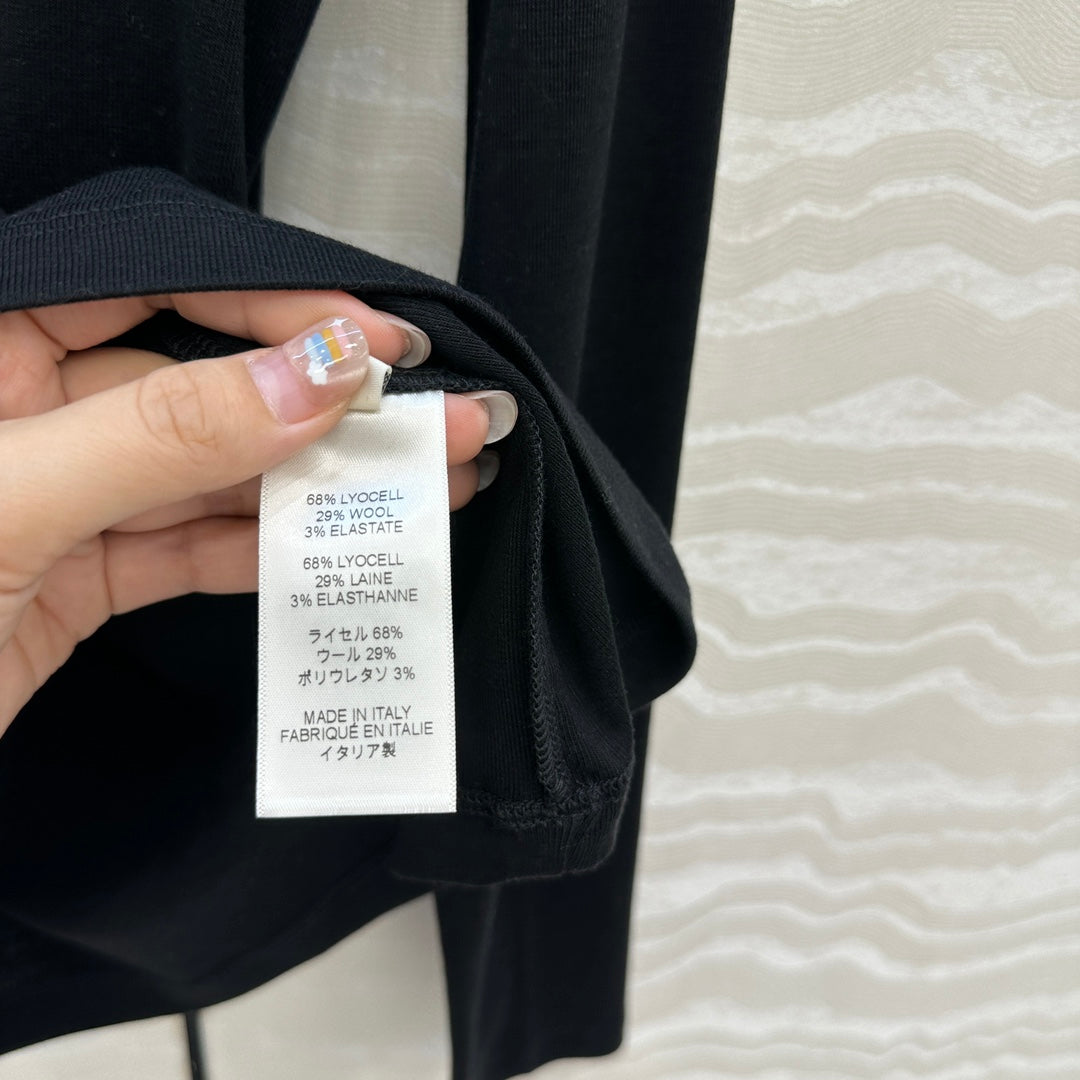 68% LYOCELL
29% WOOL
3% ELASTATE
68% LYOCELL
29% LAINE
3% ELASTHANNE
ライセル 68%
ウール 29%
ポリウレタソ 3%
MADE IN ITALY
FABRIQUÉ EN ITALIE
イタリア製